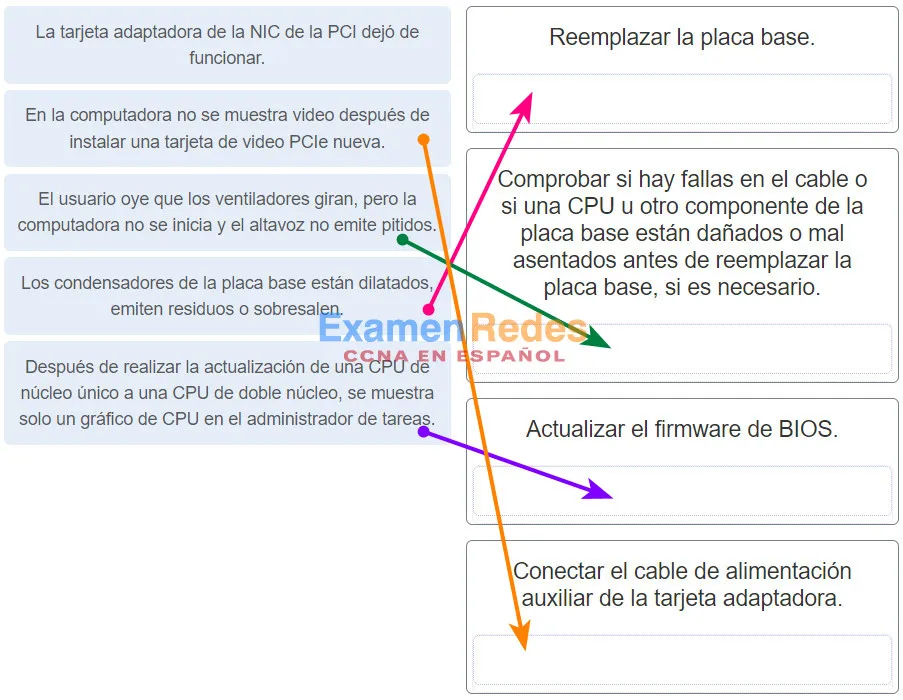 La tarjeta adaptadora de la NIC de la PCI dejó de
funcionar.
En la computadora no se muestra video después de
instalar una tarjeta de video PCIe nueva.
El usuario oye que los ventiladores giran, pero la
computadora no se inicia y el altavoz no emite pitidos.
Los condensadores de la placa base están dilatados,
emiten residuos o sobresalen.
Después de realizar la actualización de una CPU de
núcleo único a una CPU de doble núcleo, se muestra
solo un gráfico de CPU en el administrador de tareas.
Reemplazar la placa base.
Comprobar si hay fallas en el cable o
si una CPU u otro componente de la
placa base están dañados o mal
asentados antes de reemplazar la
placa base, si es necesario.
Actualizar el firmware de BIOS.
Conectar el cable de alimentación
auxiliar de la tarjeta adaptadora.
ExamenRedes
CCNA EN ESPAÑOL